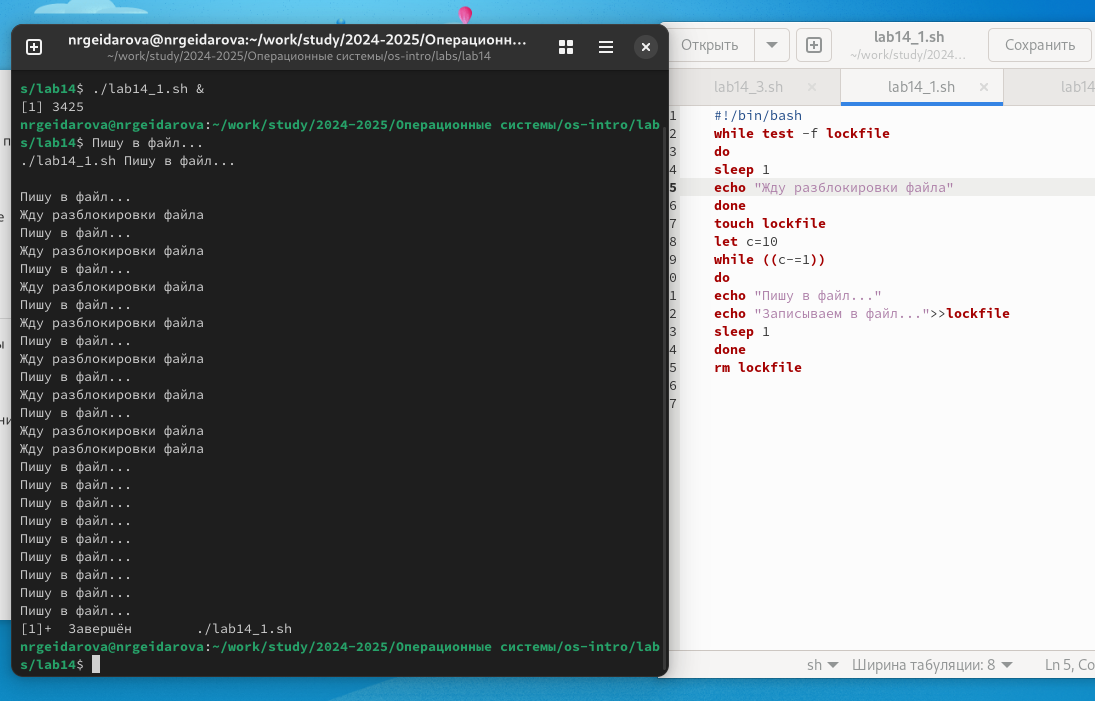 nrgeidarova@nrgeidarova:~/work/study/2024-2025/Операционн...
~/work/study/2024-2025/Операционные системы/os-intro/labs/lab14
s/lab14$ ./lab14_1.sh &
[1] 3425
nrgeidarova@nrgeidarova:~/work/study/2024-2025/Операционные системы/os-intro/lab
s/lab14$ Пишу в файл...
./lab14_1.sh Пишу в файл...
Пишу в файл...
Жду разблокировки файла
Пишу в файл...
Жду разблокировки файла
Пишу в файл...
Жду разблокировки файла
Пишу в файл...
Жду разблокировки файла
Пишу в файл...
Жду разблокировки файла
Пишу в файл...
Жду разблокировки файла
Пишу в файл...
Жду разблокировки файла
Жду разблокировки файла
Пишу в файл...
Пишу в файл...
Пишу в файл...
Пишу в файл...
Пишу в файл...
Пишу в файл...
Пишу в файл...
Пишу в файл...
Пишу в файл...
[1]+  Завершён        ./lab14_1.sh
nrgeidarova@nrgeidarova:~/work/study/2024-2025/Операционные системы/os-intro/lab
s/lab14$
Открыть
lab14_1.sh
~/work/study/2024...
Сохранить
lab14_3.sh
lab14_1.sh
lab14
1 #!/bin/bash
2 while test -f lockfile
3 do
4 sleep 1
5 echo "Жду разблокировки файла"
6 done
7 touch lockfile
8 let c=10
9 while ((c-=1))
0 do
1 echo "Пишу в файл..."
2 echo "Записываем в файл...">>lockfile
3 sleep 1
4 done
5 rm lockfile
6
7
sh
Ширина табуляции: 8
Ln 5, Co